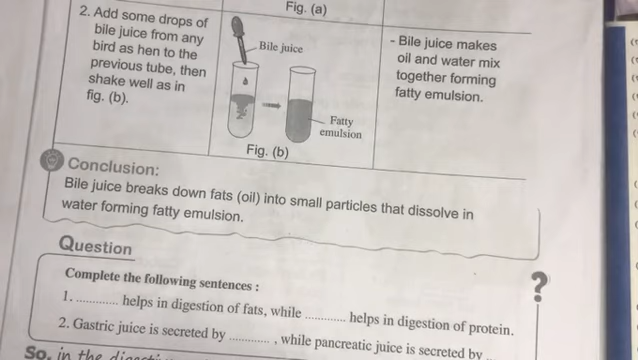 Fig. (a)
2. Add some drops of
bile juice from any
bird as hen to the
previous tube, then
shake well as in
fig. (b).
Bile juice
Fatty
emulsion
Fig. (b)
- Bile juice makes
oil and water mix
together forming
fatty emulsion.
Conclusion:
Bile juice breaks down fats (oil) into small particles that dissolve in
water forming fatty emulsion.
Question
Complete the following sentences :
1. ............ helps in digestion of fats, while ............ helps in digestion of protein.
2. Gastric juice is secreted by ............ , while pancreatic juice is secreted by ...
?
So, in the